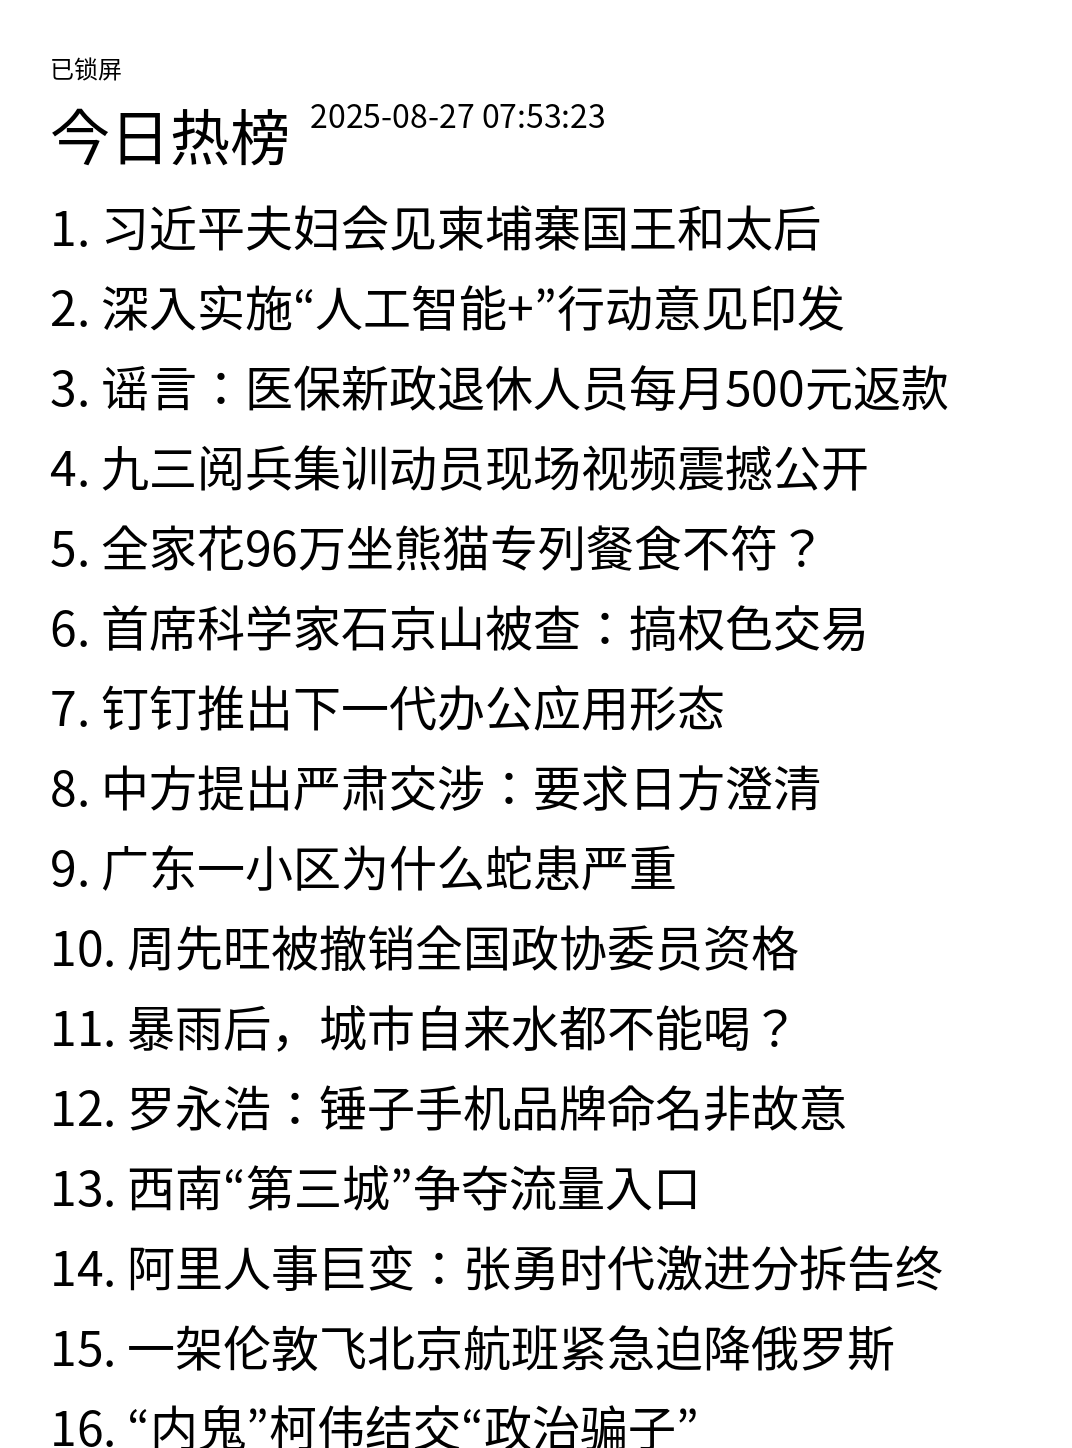 已锁屏
今日热榜 2025-08-27 07:53:23
1. 习近平夫妇会见柬埔寨国王和太后
2. 深入实施“人工智能+”行动意见印发
3. 谣言：医保新政退休人员每月500元返款
4. 九三阅兵集训动员现场视频震撼公开
5. 全家花96万坐熊猫专列餐食不符？
6. 首席科学家石京山被查：搞权色交易
7. 钉钉推出下一代办公应用形态
8. 中方提出严肃交涉：要求日方澄清
9. 广东一小区为什么蛇患严重
10. 周先旺被撤销全国政协委员资格
11. 暴雨后，城市自来水都不能喝？
12. 罗永浩：锤子手机品牌命名非故意
13. 西南“第三城”争夺流量入口
14. 阿里人事巨变：张勇时代激进分拆告终
15. 一架伦敦飞北京航班紧急迫降俄罗斯
16. “内鬼”柯伟结交“政治骗子”